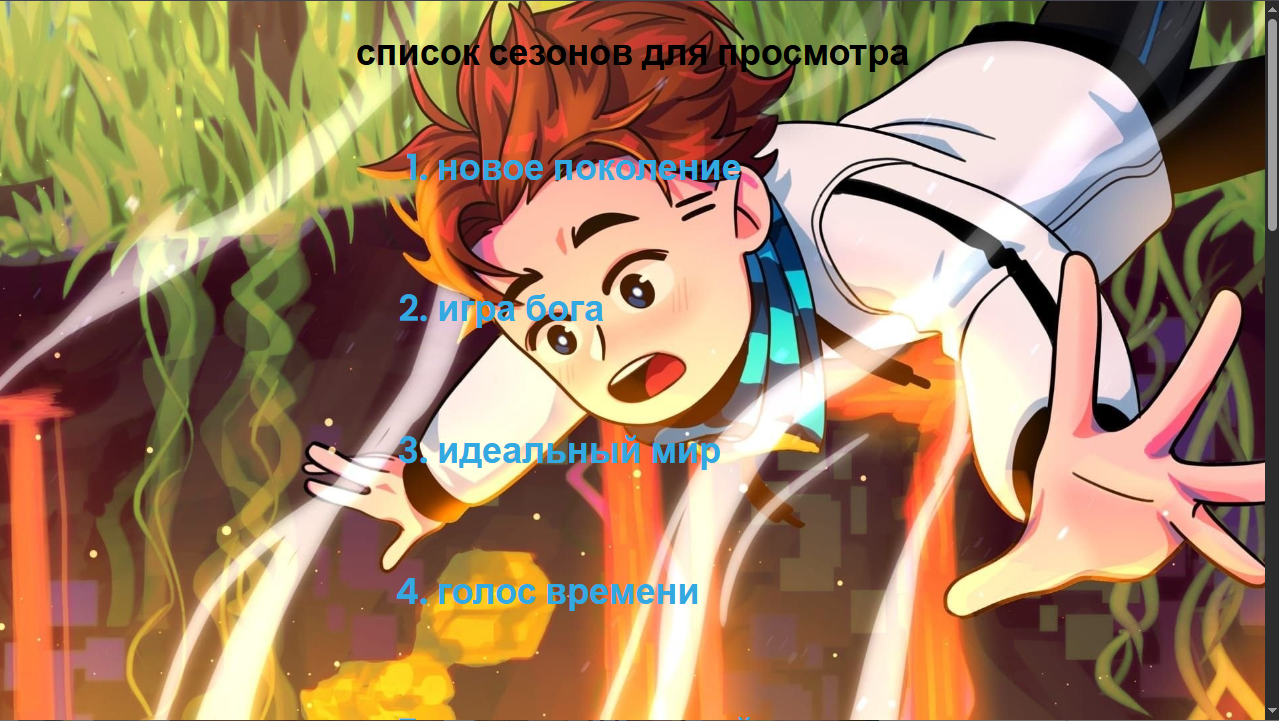 список сезонов для просмотра
1. новое поколение
2. игра бога
3. идеальный мир
4. голос времени